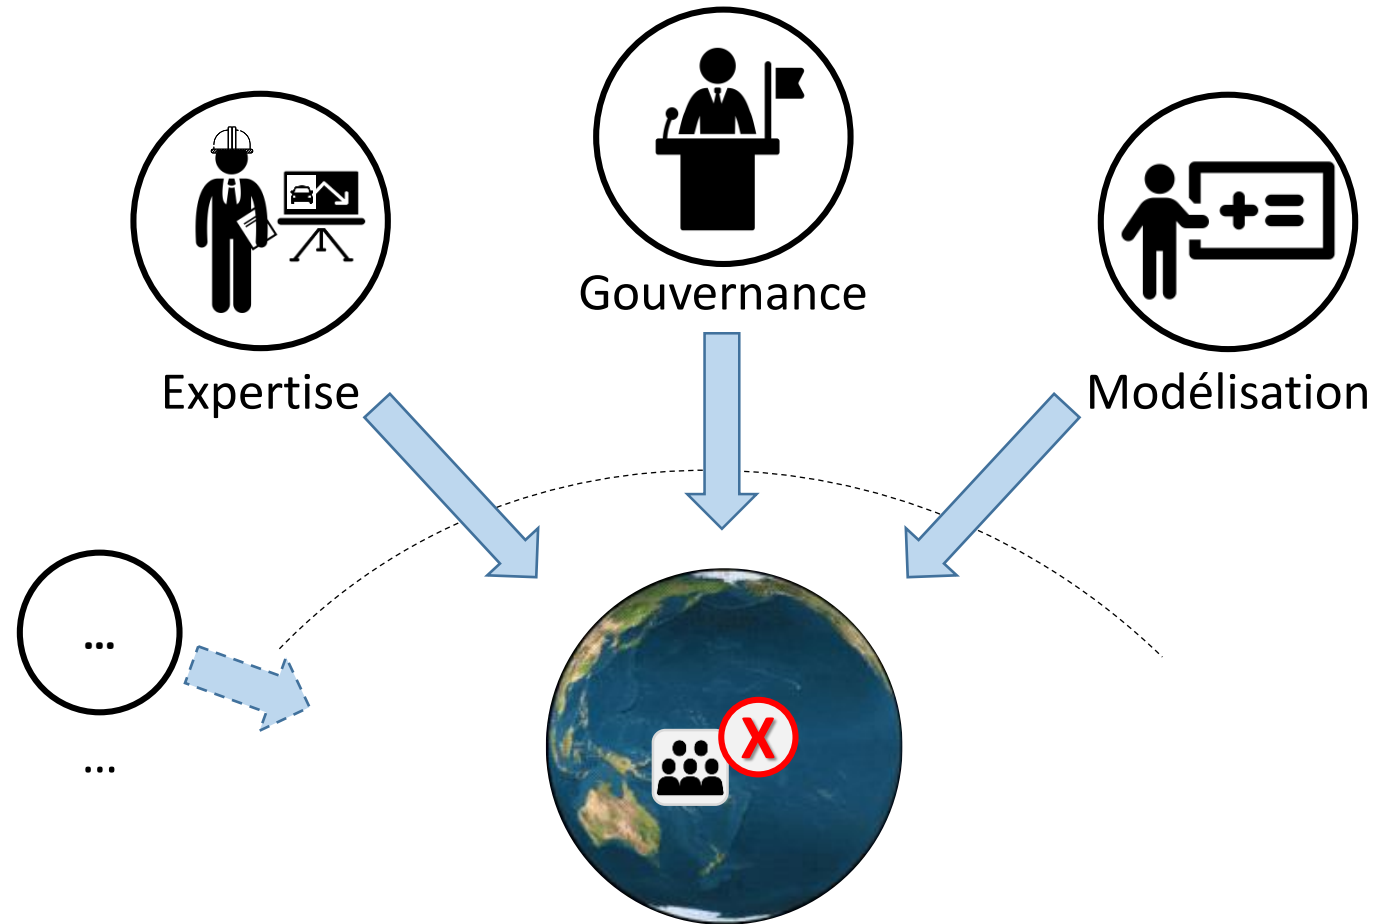 Gouvernance
Expertise
Modélisation
+ =
...
...
X